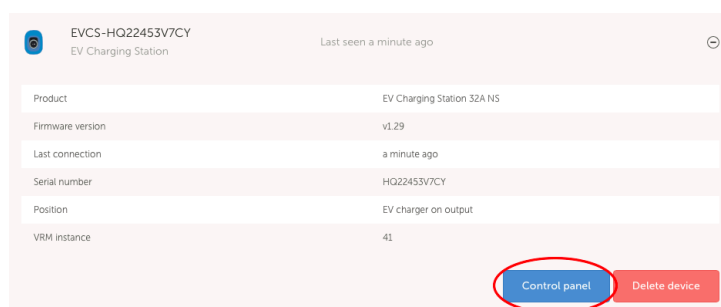 EVCS-HQ22453V7CY
EV Charging Station
Last seen a minute ago
Product EV Charging Station 32A NS
Firmware version v1.29
Last connection a minute ago
Serial number HQ22453V7CY
Position EV charger on output
VRM instance 41
Control panel Delete device